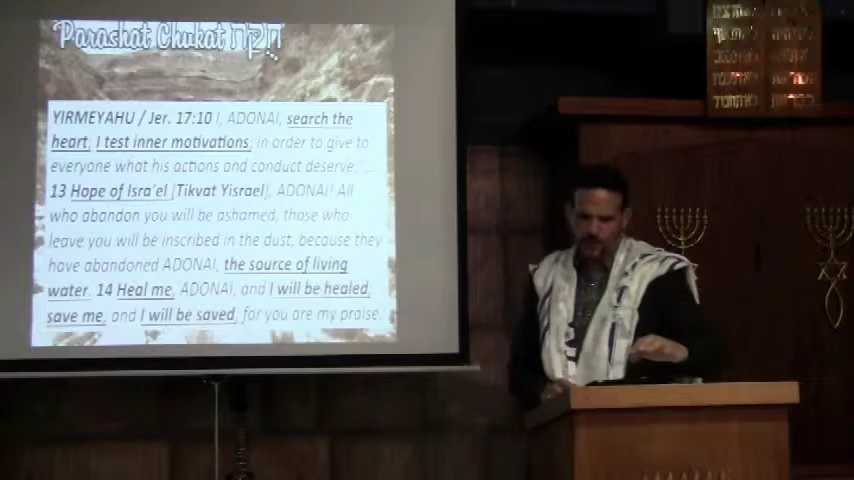 Parashat Chukat חֻקַּת
YIRMEYAHU / Jer. 17:10 I, ADONAI, search the
heart; I test inner motivations; in order to give to
everyone what his actions and conduct deserve. ...
13 Hope of Isra'el [Tikvat Yisrael], ADONAI! All
who abandon you will be ashamed, those who
leave you will be inscribed in the dust, because they
have abandoned ADONAI, the source of living
water. 14 Heal me, ADONAI, and I will be healed;
save me, and I will be saved, for you are my praise.